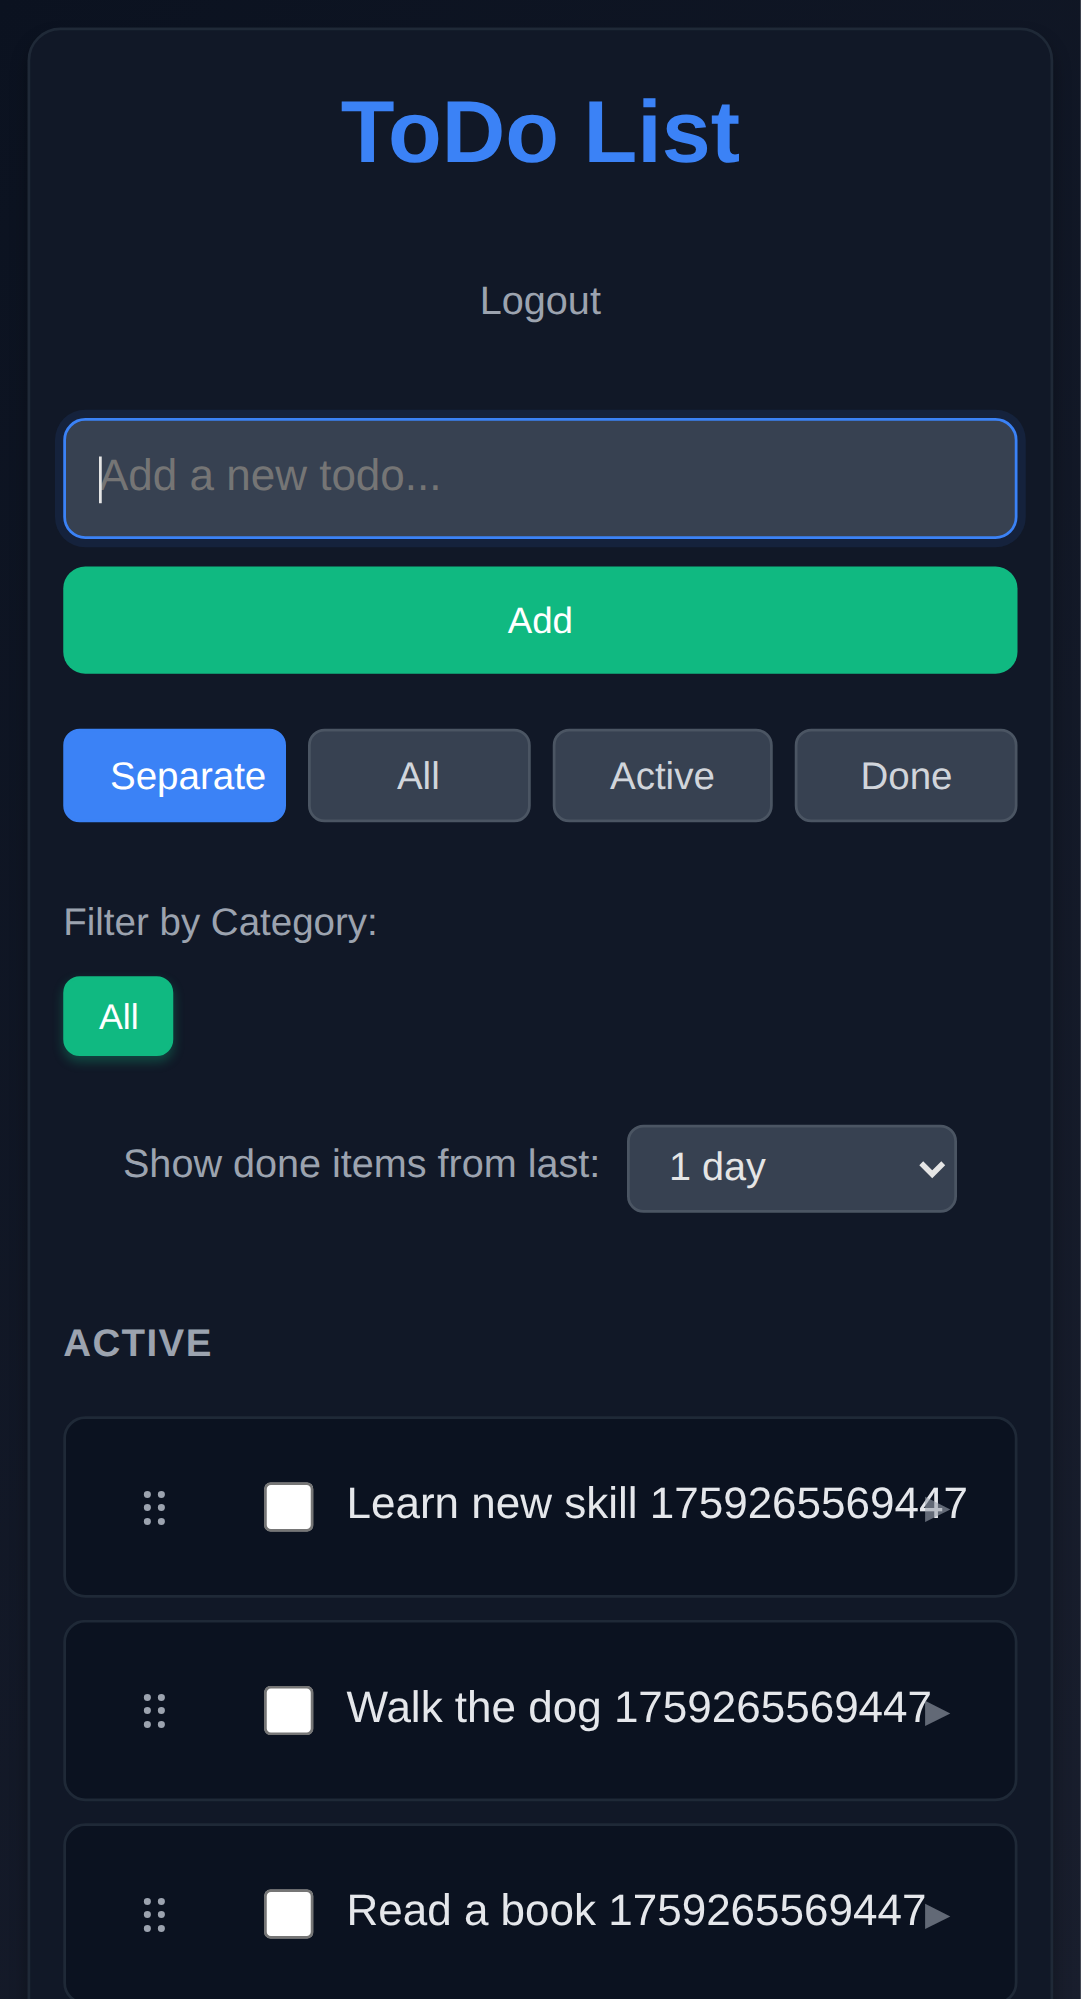 ToDo List
Logout
Add a new todo...
Add
Separate All Active Done
Filter by Category:
All
Show done items from last: 1 day
ACTIVE
Learn new skill 1759265569447
Walk the dog 1759265569447
Read a book 1759265569447